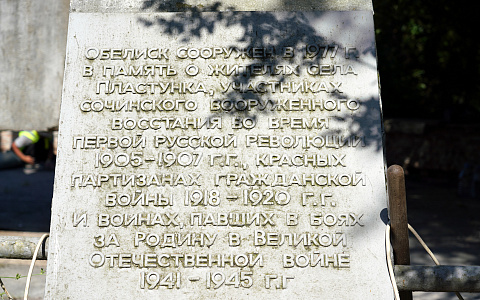 Обелиск сооружен в 1977 г.
в память о жителях села
Пластунка, участниках
Сочинского вооруженного
восстания во время
Первой русской революции
1905-1907 г.г., красных
партизанах гражданской
войны 1918-1920 г.г.
и воинах, павших в боях
за Родину в Великой
Отечественной войне
1941-1945 г.г